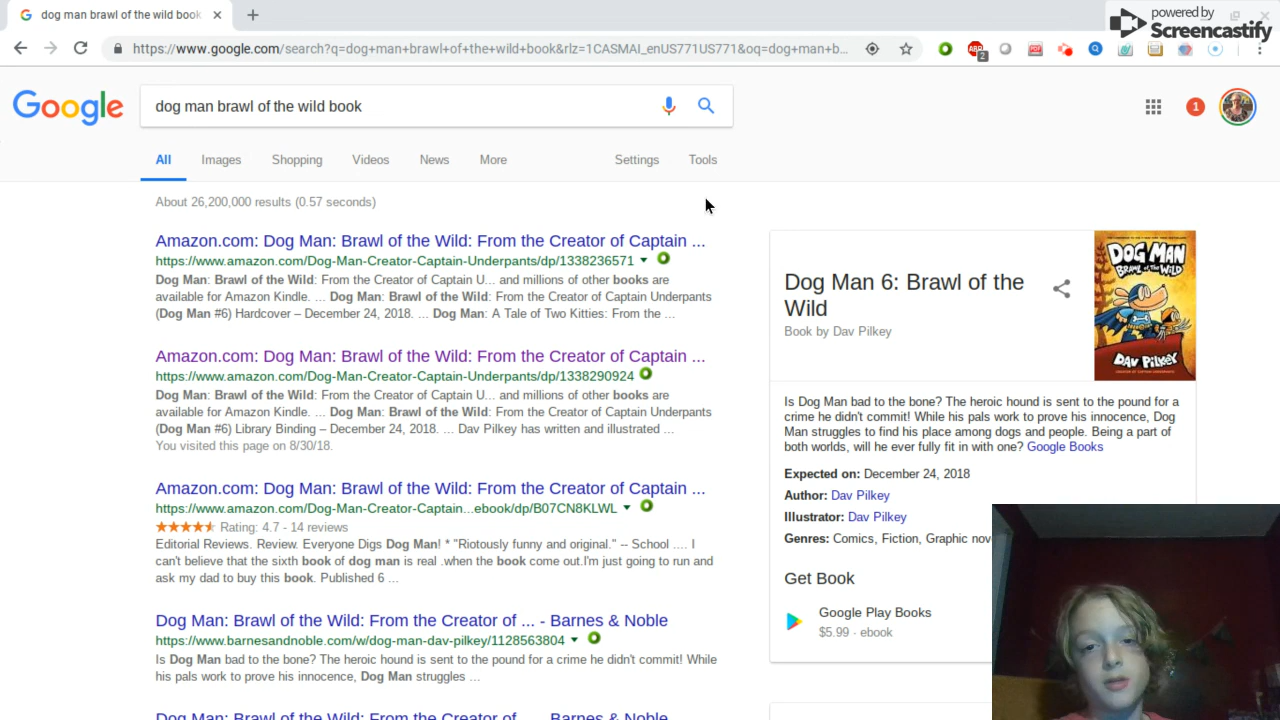 dog man brawl of the wild book
powered by
Screencastify
https://www.google.com/search?q=dog+man+brawl+of+the+wild+book&rlz=1CASMAI_enUS771US771&oq=dog+man+b...
ABP
2
Google
dog man brawl of the wild book
1
All
Images
Shopping
Videos
News
More
Settings
Tools
About 26,200,000 results (0.57 seconds)
Amazon.com: Dog Man: Brawl of the Wild: From the Creator of Captain ...
https://www.amazon.com/Dog-Man-Creator-Captain-Underpants/dp/1338236571
Dog Man: Brawl of the Wild: From the Creator of Captain U... and millions of other books are
available for Amazon Kindle. ... Dog Man: Brawl of the Wild: From the Creator of Captain Underpants
(Dog Man #6) Hardcover – December 24, 2018. ... Dog Man: A Tale of Two Kitties: From the ...
Amazon.com: Dog Man: Brawl of the Wild: From the Creator of Captain ...
https://www.amazon.com/Dog-Man-Creator-Captain-Underpants/dp/1338290924
Dog Man: Brawl of the Wild: From the Creator of Captain U... and millions of other books are
available for Amazon Kindle. ... Dog Man: Brawl of the Wild: From the Creator of Captain Underpants
(Dog Man #6) Library Binding – December 24, 2018. ... Dav Pilkey has written and illustrated ...
You visited this page on 8/30/18.
Amazon.com: Dog Man: Brawl of the Wild: From the Creator of Captain ...
https://www.amazon.com/Dog-Man-Creator-Captain...ebook/dp/B07CN8KLWL
Rating: 4.7 - 14 reviews
Editorial Reviews. Review. Everyone Digs Dog Man! * "Riotously funny and original." -- School .... I
can't believe that the sixth book of dog man is real .when the book come out.I'm just going to run and
ask my dad to buy this book. Published 6 ...
Dog Man: Brawl of the Wild: From the Creator of ... - Barnes & Noble
https://www.barnesandnoble.com/w/dog-man-dav-pilkey/1128563804
Is Dog Man bad to the bone? The heroic hound is sent to the pound for a crime he didn't commit! While
his pals work to prove his innocence, Dog Man struggles ...
Dog Man: Brawl of the Wild: From the Creator of ... - Barnes & Noble
Dog Man 6: Brawl of the
Wild
Book by Dav Pilkey
DOG MAN
BRAWL OF THE WILD
DAV PILKEY
Is Dog Man bad to the bone? The heroic hound is sent to the pound for a
crime he didn't commit! While his pals work to prove his innocence, Dog
Man struggles to find his place among dogs and people. Being a part of
both worlds, will he ever fully fit in with one? Google Books
Expected on: December 24, 2018
Author: Dav Pilkey
Illustrator: Dav Pilkey
Genres: Comics, Fiction, Graphic nov
Get Book
Google Play Books
$5.99 · ebook